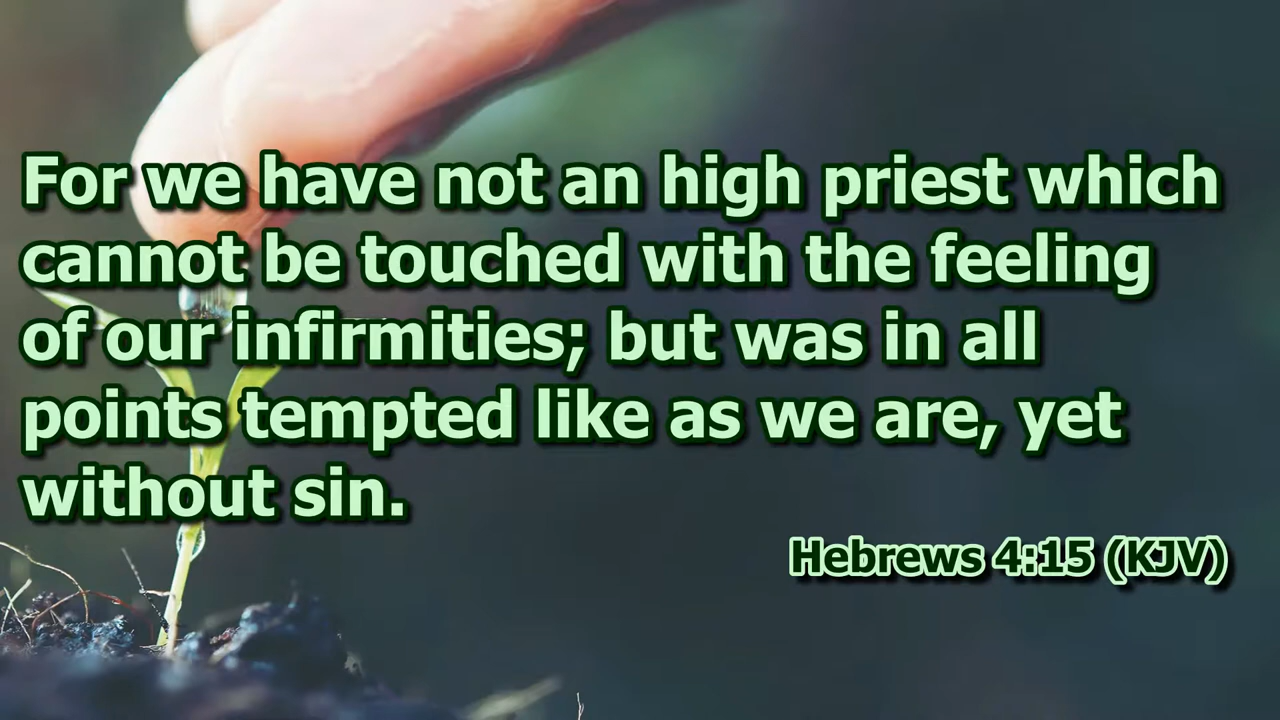 For we have not an high priest which
cannot be touched with the feeling
of our infirmities; but was in all
points tempted like as we are, yet
without sin.
Hebrews 4:15 (KJV)